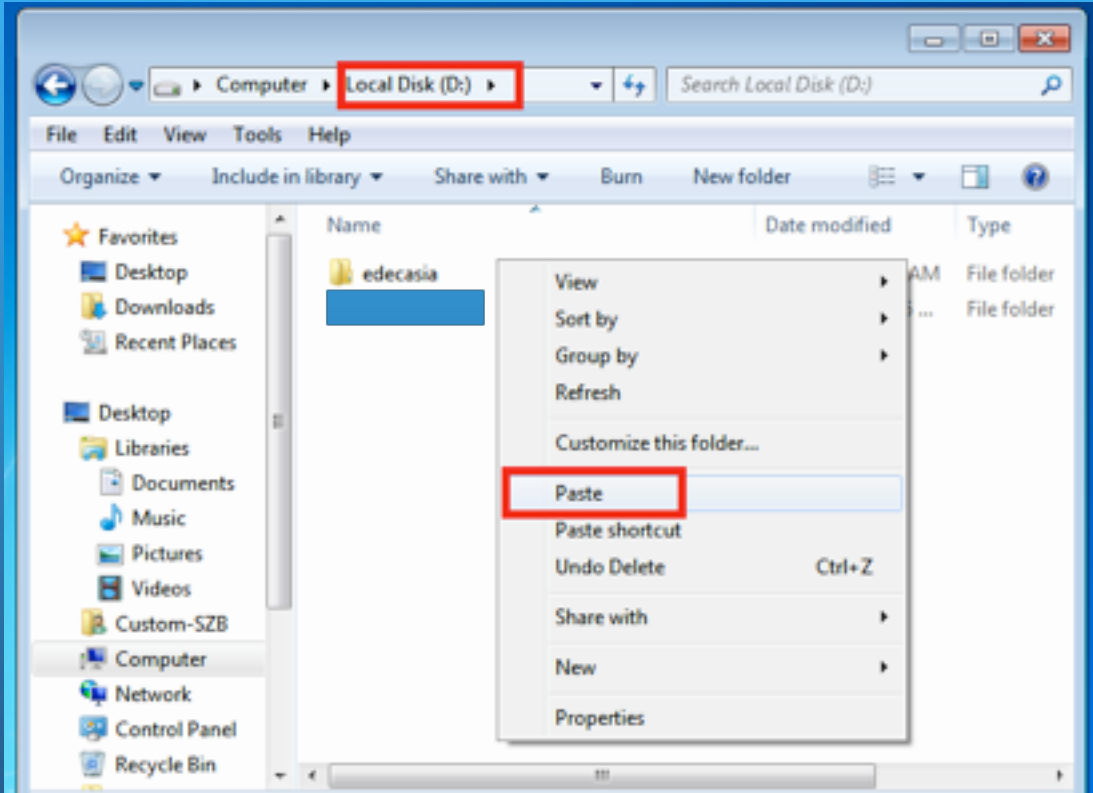 Computer Local Disk (D:) Search Local Disk (D:)
File Edit View Tools Help
Organize Include in library Share with Burn New folder
Name Date modified Type
Favorites
Desktop
Downloads
Recent Places
Desktop
Libraries
Documents
Music
Pictures
Videos
Custom-SZB
Computer
Network
Control Panel
Recycle Bin
edecasia AM File folder
... File folder
View
Sort by
Group by
Refresh
Customize this folder...
Paste
Paste shortcut
Undo Delete Ctrl+Z
Share with
New
Properties